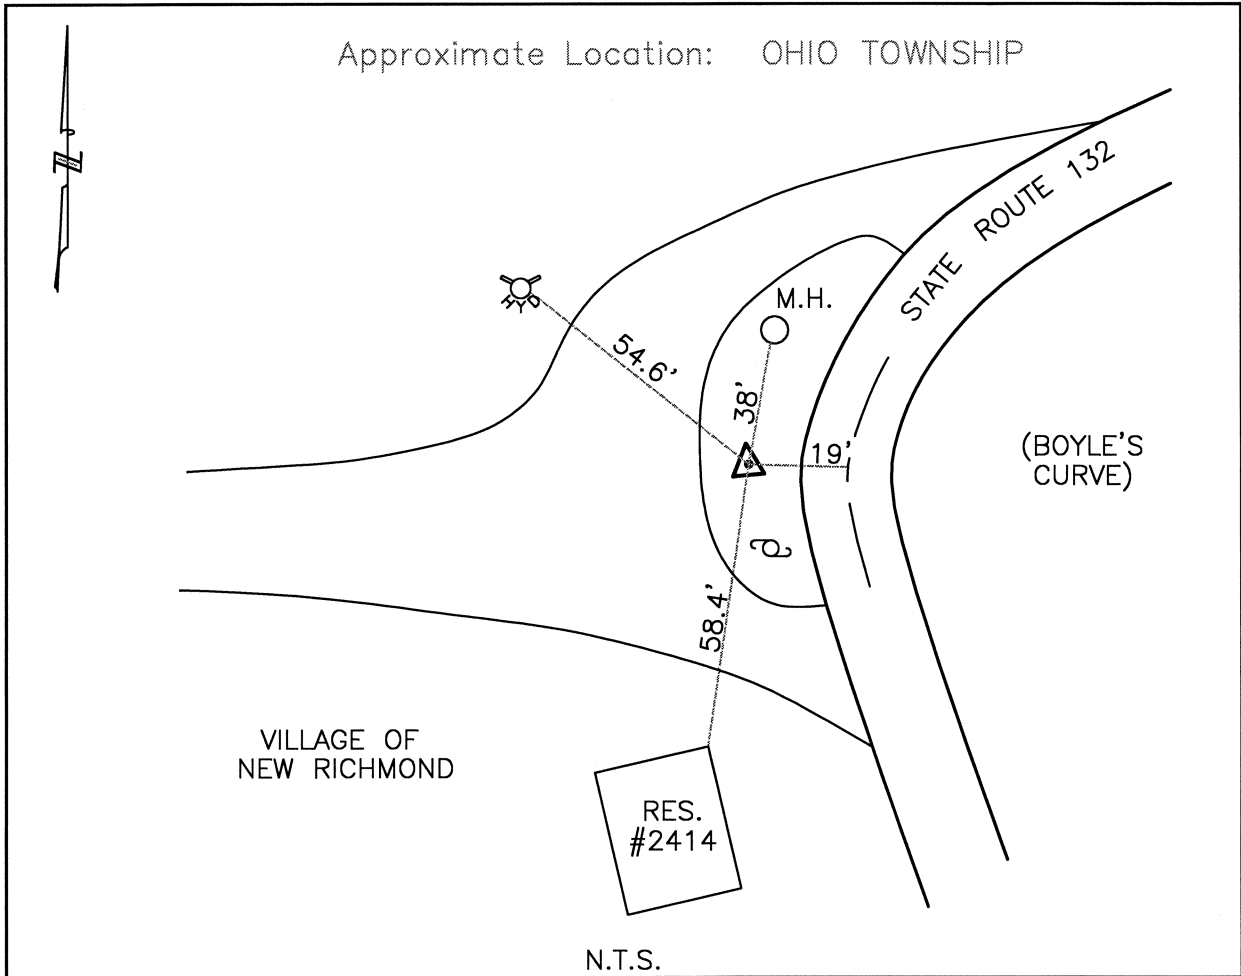 Approximate Location: OHIO TOWNSHIP
N
STATE ROUTE 132
HYD
M.H.
54.6'
38'
19'
(BOYLE'S
CURVE)
58.4'
VILLAGE OF
NEW RICHMOND
RES.
#2414
N.T.S.